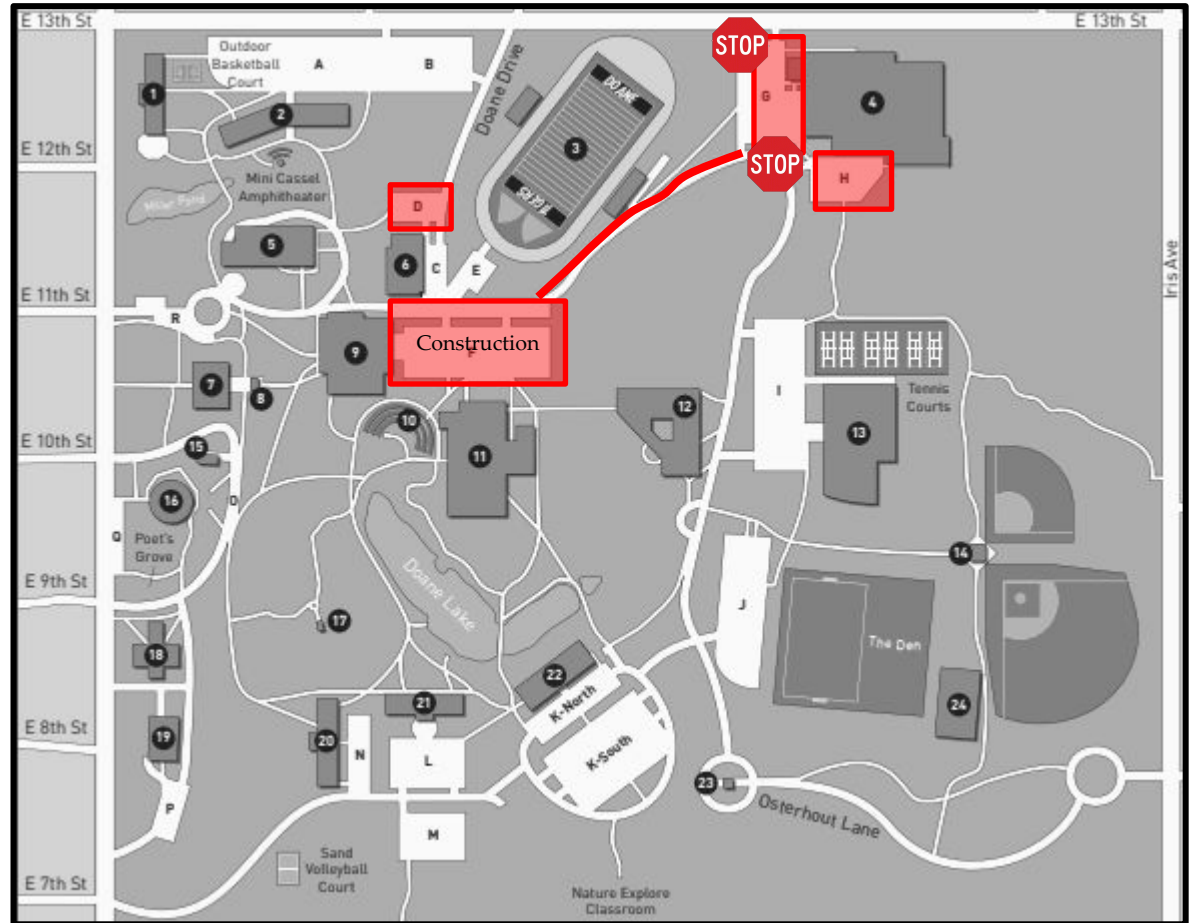 E 13th St
E 13th St
Outdoor
Basketball
Court
A
B
Doane Drive
STOP
G
1
2
DOANE
3
TIGERS
4
E 12th St
Mini Cassel
Amphitheater
STOP
H
Miller Pond
D
5
6
C
E
Iris Ave
E 11th St
R
Construction
F
9
7
8
I
Tennis
Courts
10
12
13
E 10th St
15
11
16
O
Q
Poet's
Grove
Doane Lake
14
E 9th St
J
17
The Den
18
22
K-North
21
24
E 8th St
19
20
N
L
K-South
23
Osterhout Lane
P
M
Sand
Volleyball
Court
E 7th St
Nature Explore
Classroom